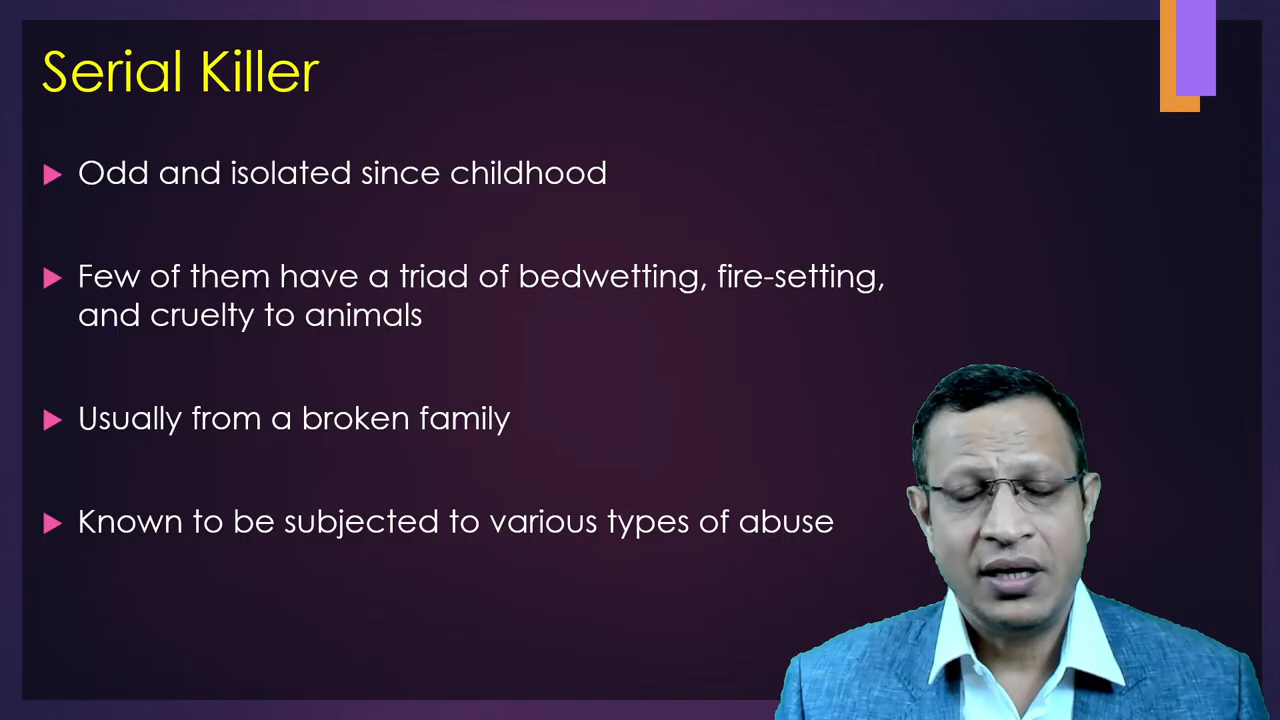 Serial Killer
Odd and isolated since childhood
Few of them have a triad of bedwetting, fire-setting,
and cruelty to animals
Usually from a broken family
Known to be subjected to various types of abuse